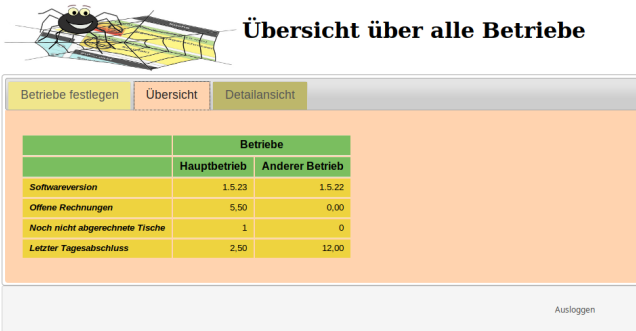 Übersicht über alle Betriebe
Betriebe festlegen Übersicht Detailansicht
Betriebe
Hauptbetrieb Anderer Betrieb
Softwareversion 1.5.23 1.5.22
Offene Rechnungen 5,50 0,00
Noch nicht abgerechnete Tische 1 0
Letzter Tagesabschluss 2,50 12,00
Ausloggen